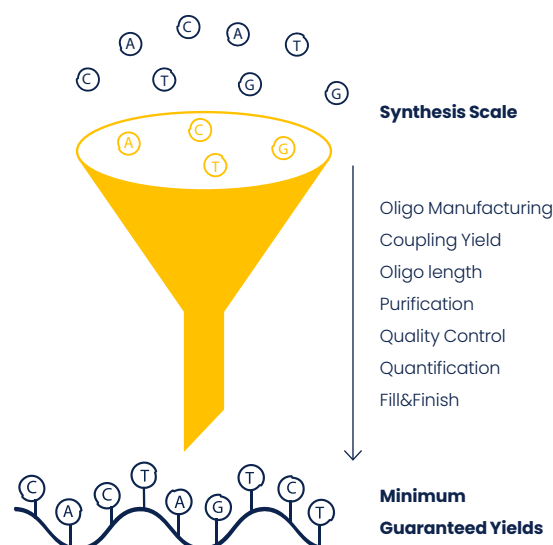 C
A
A
T
C
T
G
G
Synthesis Scale
A
C
T
G
Oligo Manufacturing
Coupling Yield
Oligo length
Purification
Quality Control
Quantification
Fill&Finish
C
A
C
T
A
G
T
C
T
Minimum
Guaranteed Yields